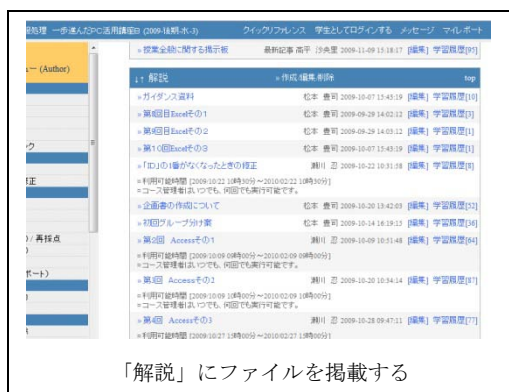 報処理 一歩進んだPC活用講座B (2009-後期-水-3)
クイックリファレンス 学生としてログインする メッセージ マイレポート
»授業全般に関する掲示板 最新記事 高平 沙央里 2009-11-09 15:18:17 [編集] 学習履歴[95]
ー (Author)
↓↑ 解説 »作成/編集/削除 top
»ガイダンス資料 松本 豊司 2009-10-07 13:43:19 [編集] 学習履歴[10]
»第8回目Excelその1 松本 豊司 2009-09-29 14:02:12 [編集] 学習履歴[3]
»第9回目Excelその2 松本 豊司 2009-09-29 14:03:12 [編集] 学習履歴[1]
»第10回Excelその3 松本 豊司 2009-10-07 13:43:19 [編集] 学習履歴[1]
ク
»「ID」の1番がなくなったときの修正 瀬川 忍 2009-10-22 10:31:58 [編集] 学習履歴[8]
修正
¤利用可能時間 [2009/10/22 10時30分～2010/02/22 10時30分]
¤コース管理者はいつでも、何回でも実行可能です。
»企画書の作成について 松本 豊司 2009-10-20 13:42:03 [編集] 学習履歴[52]
»初回グループ分け案 松本 豊司 2009-10-14 16:19:13 [編集] 学習履歴[36]
/ 再採点
»第2回 Accessその1 瀬川 忍 2009-10-09 10:51:48 [編集] 学習履歴[64]
¤利用可能時間 [2009/10/09 09時00分～2010/02/09 10時00分]
¤コース管理者はいつでも、何回でも実行可能です。
ポート)
»第3回 Accessその2 瀬川 忍 2009-10-20 10:54:14 [編集] 学習履歴[87]
¤利用可能時間 [2009/10/09 10時00分～2010/02/09 10時00分]
¤コース管理者はいつでも、何回でも実行可能です。
»第4回 Accessその3 瀬川 忍 2009-10-28 09:47:11 [編集] 学習履歴[77]
¤利用可能時間 [2009/10/27 15時00分～2010/02/27 15時00分]
「解説」にファイルを掲載する